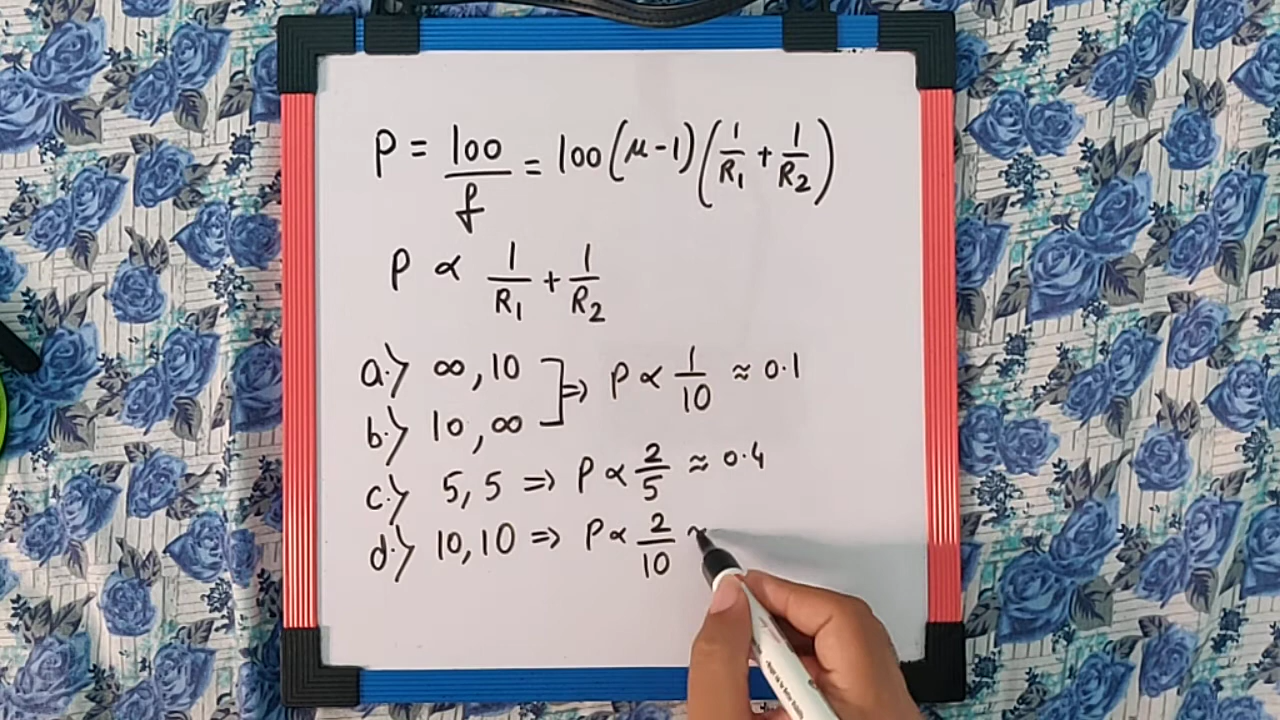 P = 100/f = 100(μ-1)(1/R₁ + 1/R₂)
P ∝ 1/R₁ + 1/R₂
a.> ∞, 10 ⇒ P ∝ 1/10 ≈ 0.1
b.> 10, ∞
c.> 5, 5 ⇒ P ∝ 2/5 ≈ 0.4
d.> 10, 10 ⇒ P ∝ 2/10 ≈